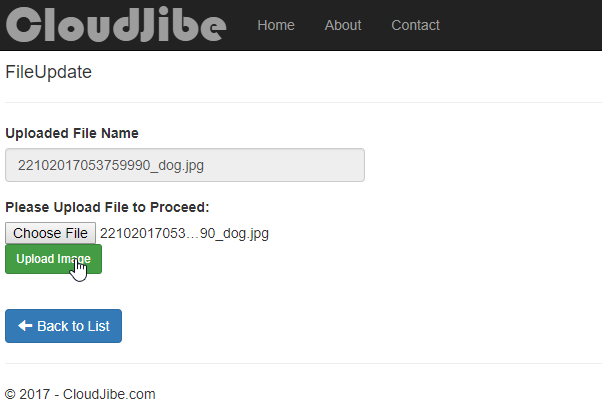 CloudJibe Home About Contact
FileUpdate
Uploaded File Name
22102017053759990_dog.jpg
Please Upload File to Proceed:
Choose File 22102017053…90_dog.jpg
Upload Image
Back to List
© 2017 - CloudJibe.com